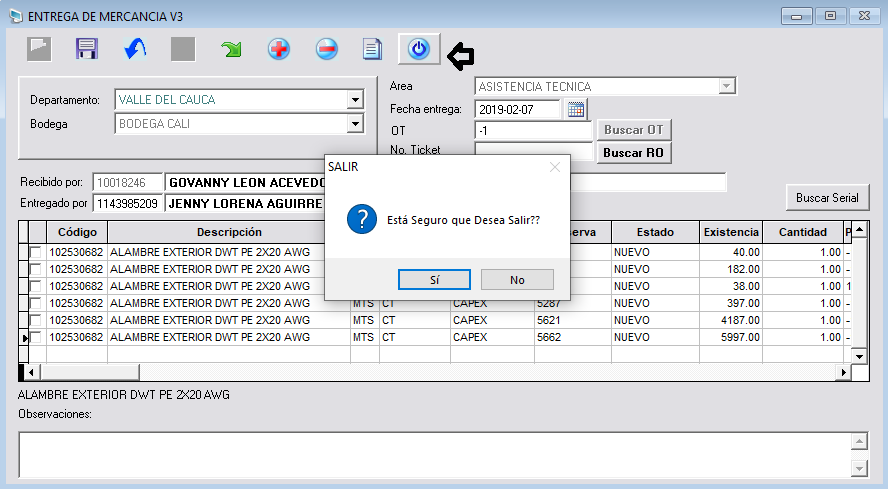 ENTREGA DE MERCANCIA V3
Area
ASISTENCIA TECNICA
Departamento:
VALLE DEL CAUCA
Fecha entrega:
2019-02-07
Bodega
BODEGA CALI
OT
-1
Buscar OT
No. Ticket
Buscar RO
SALIR
Recibido por:
10018246
GOVANNY LEON ACEVEDO
Entregado por
1143985209
JENNY LORENA AGUIRRE
Buscar Serial
Está Seguro que Desea Salir??
Sí
No
Código Descripción erva Estado Existencia Cantidad P
102530682 ALAMBRE EXTERIOR DWT PE 2X20 AWG NUEVO 40.00 1.00 -
102530682 ALAMBRE EXTERIOR DWT PE 2X20 AWG NUEVO 182.00 1.00 -
102530682 ALAMBRE EXTERIOR DWT PE 2X20 AWG NUEVO 38.00 1.00 1
102530682 ALAMBRE EXTERIOR DWT PE 2X20 AWG MTS CT CAPEX 5287 NUEVO 397.00 1.00 -
102530682 ALAMBRE EXTERIOR DWT PE 2X20 AWG MTS CT CAPEX 5621 NUEVO 4187.00 1.00 -
102530682 ALAMBRE EXTERIOR DWT PE 2X20 AWG MTS CT CAPEX 5662 NUEVO 5997.00 1.00 -
ALAMBRE EXTERIOR DWT PE 2X20 AWG
Observaciones: